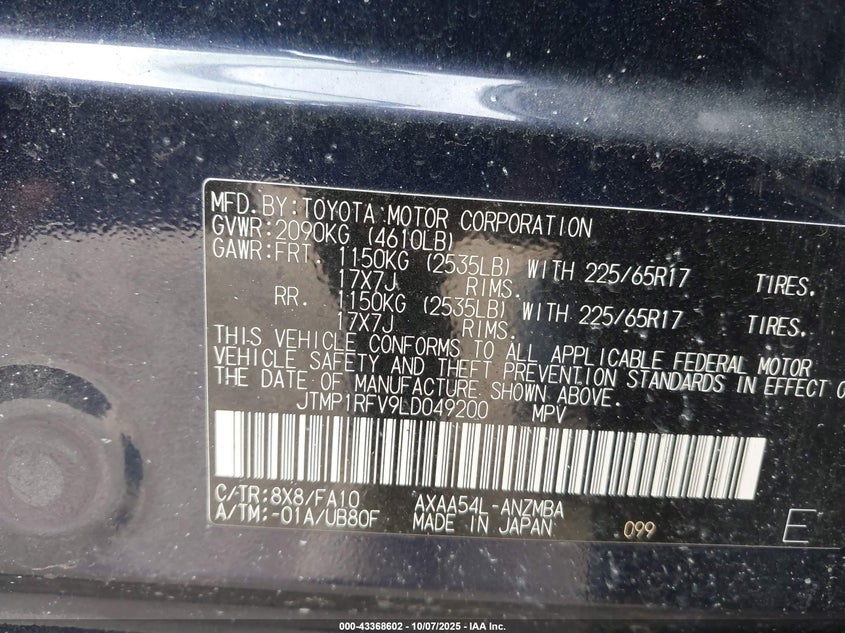 MFD. BY: TOYOTA MOTOR CORPORATION
GVWR: 2090KG (4610LB)
GAWR: FRT. 1150KG (2535LB) WITH 225/65R17 TIRES.
17X7J RIMS.
RR. 1150KG (2535LB) WITH 225/65R17 TIRES.
17X7J RIMS.
THIS VEHICLE CONFORMS TO ALL APPLICABLE FEDERAL MOTOR
VEHICLE SAFETY AND THEFT PREVENTION STANDARDS IN EFFECT O
THE DATE OF MANUFACTURE SHOWN ABOVE.
JTMP1RFV9LD049200 MPV
C/TR: 8X8/FA10 AXAA54L-ANZMBA
A/TM: -01A/UB80F MADE IN JAPAN 099 E
000-43368602 - 10/07/2025 - IAA Inc.